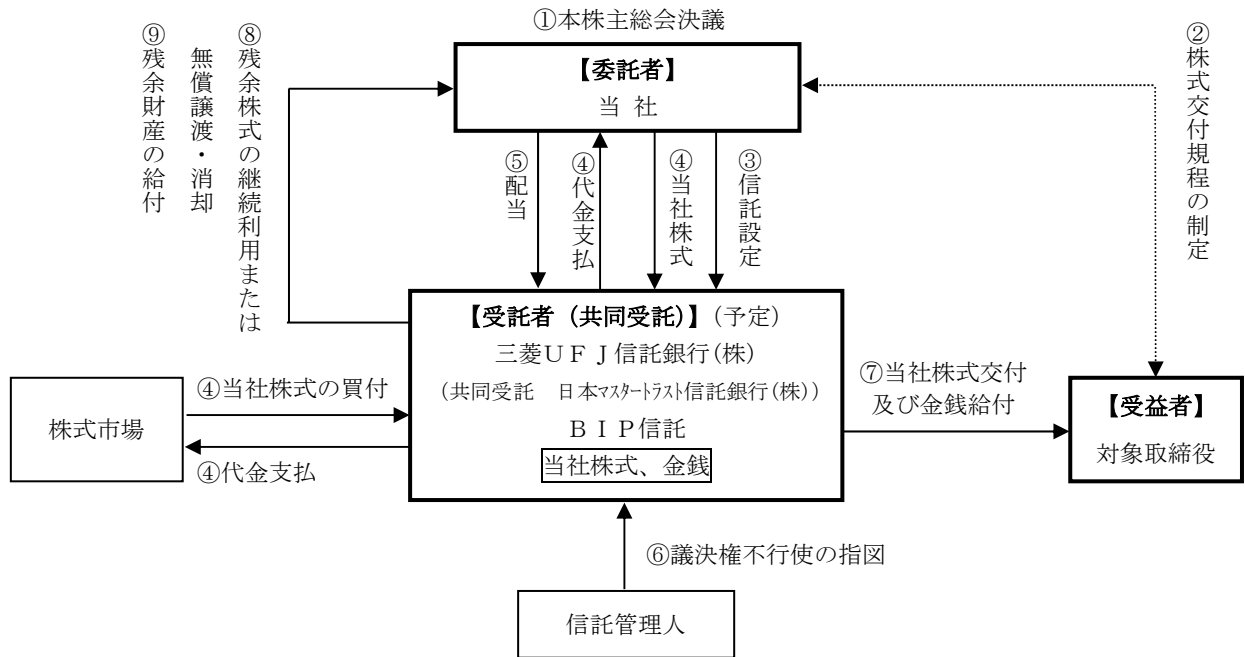 ①本株主総会決議
【委託者】
当 社
②株式交付規程の制定
⑧残余株式の継続利用または
無償譲渡・消却
⑨残余財産の給付
⑤配当
④代金支払
④当社株式
③信託設定
【受託者（共同受託）】(予定)
三菱ＵＦＪ信託銀行(株)
(共同受託 日本ﾏｽﾀｰﾄﾗｽﾄ信託銀行(株))
ＢＩＰ信託
当社株式、金銭
株式市場
④当社株式の買付
④代金支払
⑦当社株式交付
及び金銭給付
【受益者】
対象取締役
⑥議決権不行使の指図
信託管理人